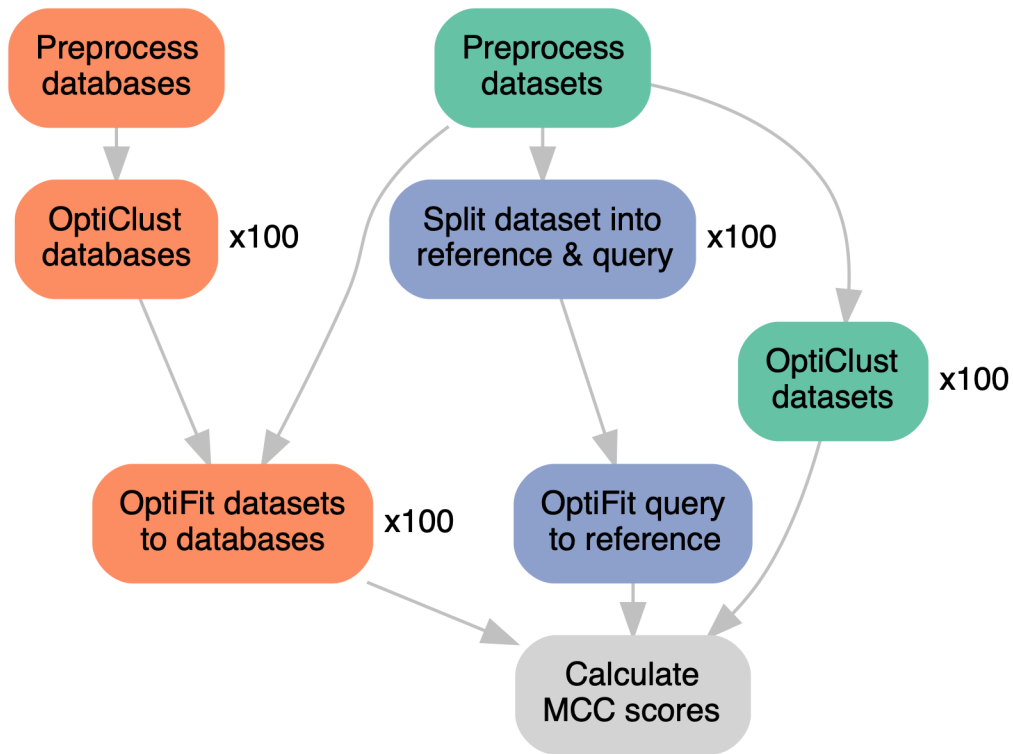 Preprocess
databases
Preprocess
datasets
OptiClust
databases
x100
Split dataset into
reference & query
x100
OptiClust
datasets
x100
OptiFit datasets
to databases
x100
OptiFit query
to reference
Calculate
MCC scores